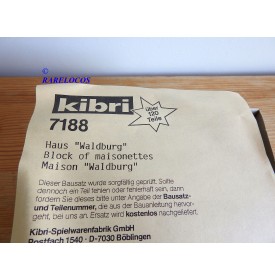 © RARELOCOS
kibri
über
120
Teile
7188
Haus "Waldburg"
Block of maisonettes
Maison "Waldburg"
Dieser Bausatz wurde sorgfältig geprüft. Sollte
dennoch ein Teil fehlen oder fehlerhaft sein, dann
fordern Sie dieses bitte unter Angabe der Bausatz-
und Teilenummer, die aus der Bauanleitung hervor-
geht, bei uns an. Ersatz wird kostenlos nachgeliefert.
Kibri-Spielwarenfabrik GmbH
Postfach 1540 · D-7030 Böblingen